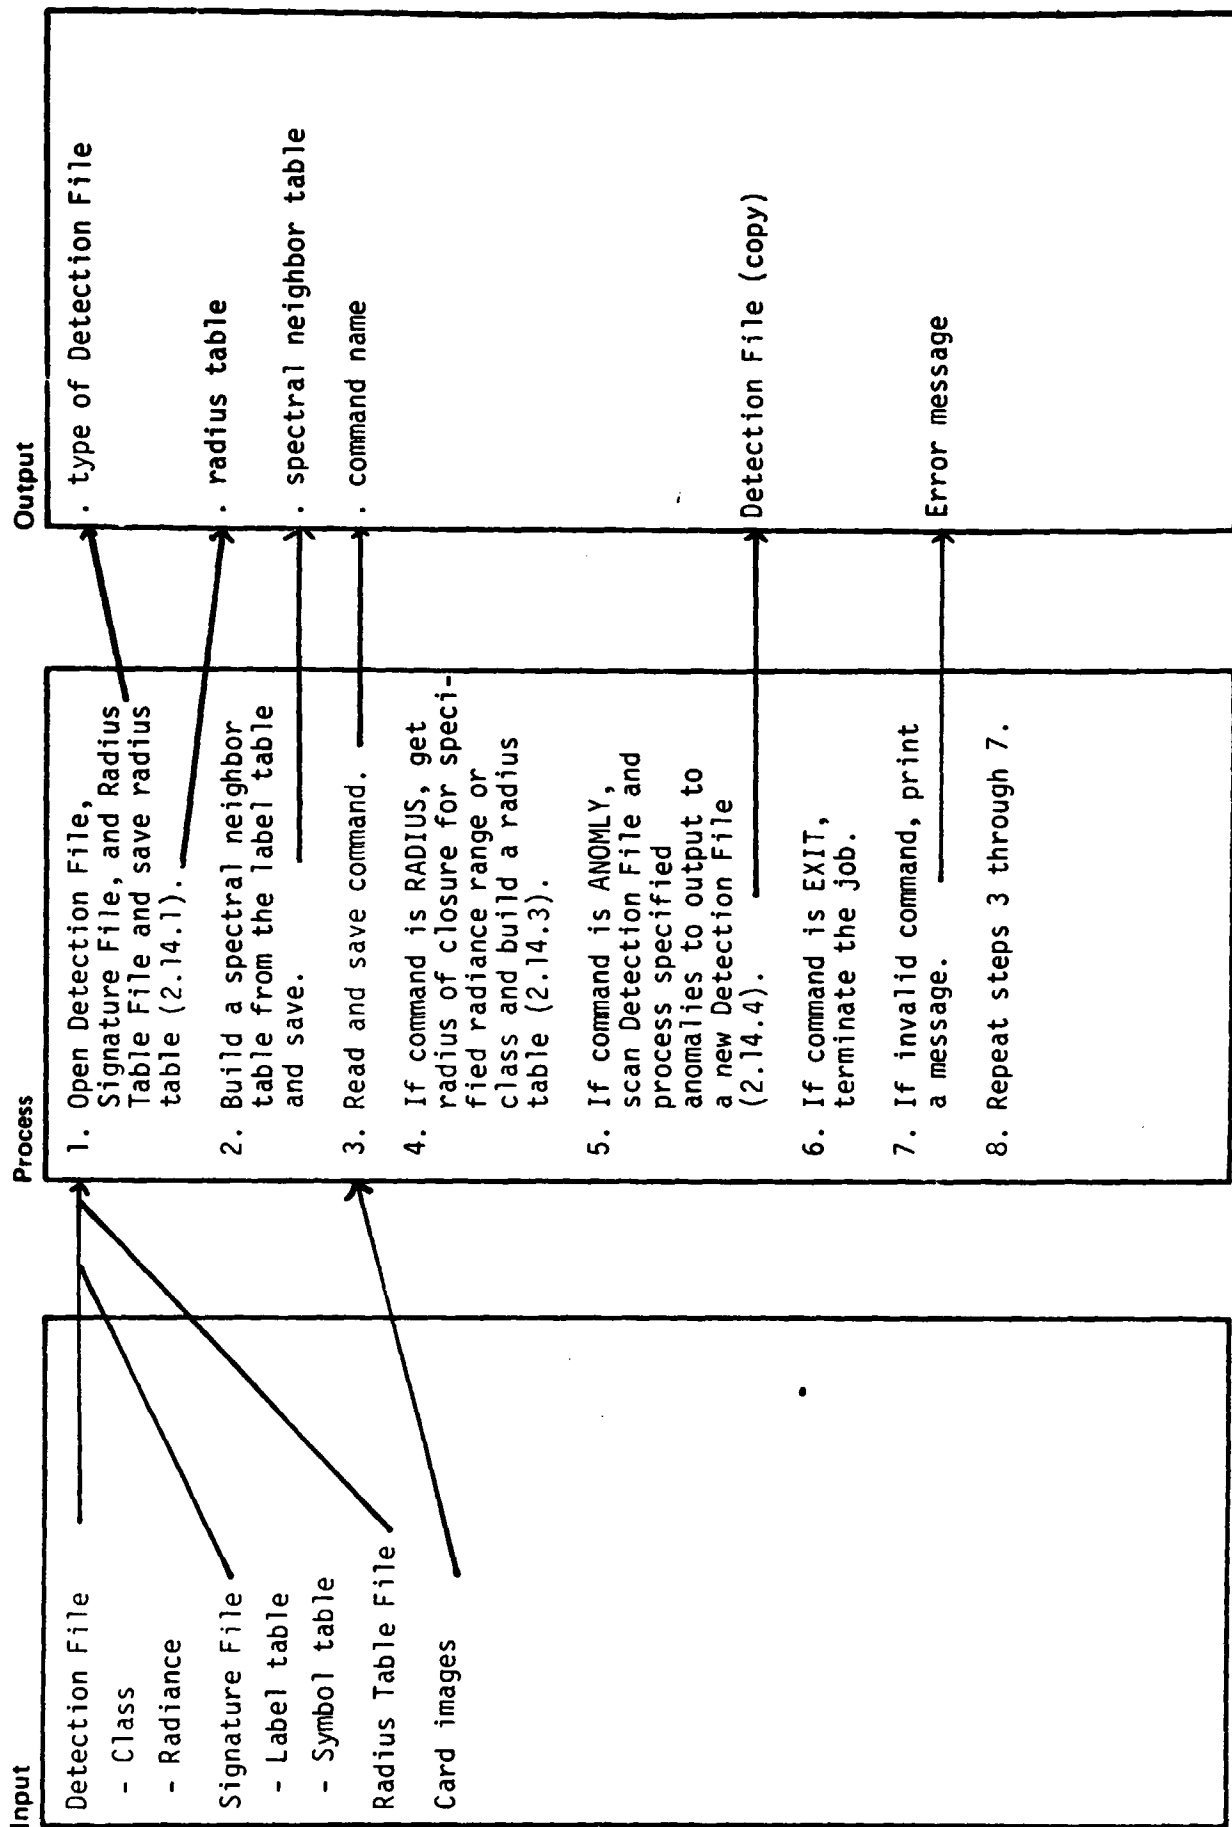 Input
Detection File
- Class
- Radiance
Signature File
- Label table
- Symbol table
Radius Table File
Card images
Process
1. Open Detection File,
Signature File, and Radius
Table File and save radius
table (2.14.1).
2. Build a spectral neighbor
table from the label table
and save.
3. Read and save command.
4. If command is RADIUS, get
radius of closure for speci-
fied radiance range or
class and build a radius
table (2.14.3).
5. If command is ANOMLY,
scan Detection File and
process specified
anomalies to output to
a new Detection File
(2.14.4).
6. If command is EXIT,
terminate the job.
7. If invalid command, print
a message.
8. Repeat steps 3 through 7.
Output
. type of Detection File
. radius table
. spectral neighbor table
. command name
Detection File (copy)
Error message